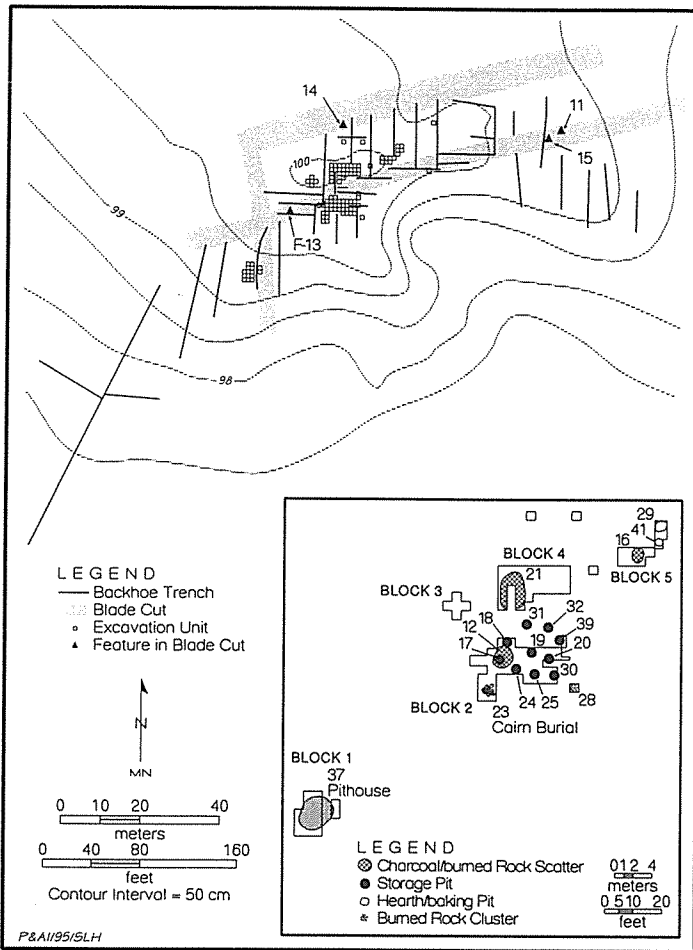 14
11
15
100
99
F-13
98
LEGEND
Backhoe Trench
Blade Cut
Excavation Unit
Feature in Blade Cut
N
MN
0 10 20 40
meters
0 40 80 160
feet
Contour Interval = 50 cm
P&AI/95/SLH
29
41
16
BLOCK 5
BLOCK 4
21
BLOCK 3
31
32
18
39
12
19
20
17
30
28
24
25
BLOCK 2
23
Cairn Burial
BLOCK 1
37
Pithouse
LEGEND
Charcoal/burned Rock Scatter
Storage Pit
Hearth/baking Pit
Burned Rock Cluster
0 1 2 4
meters
0 5 10 20
feet